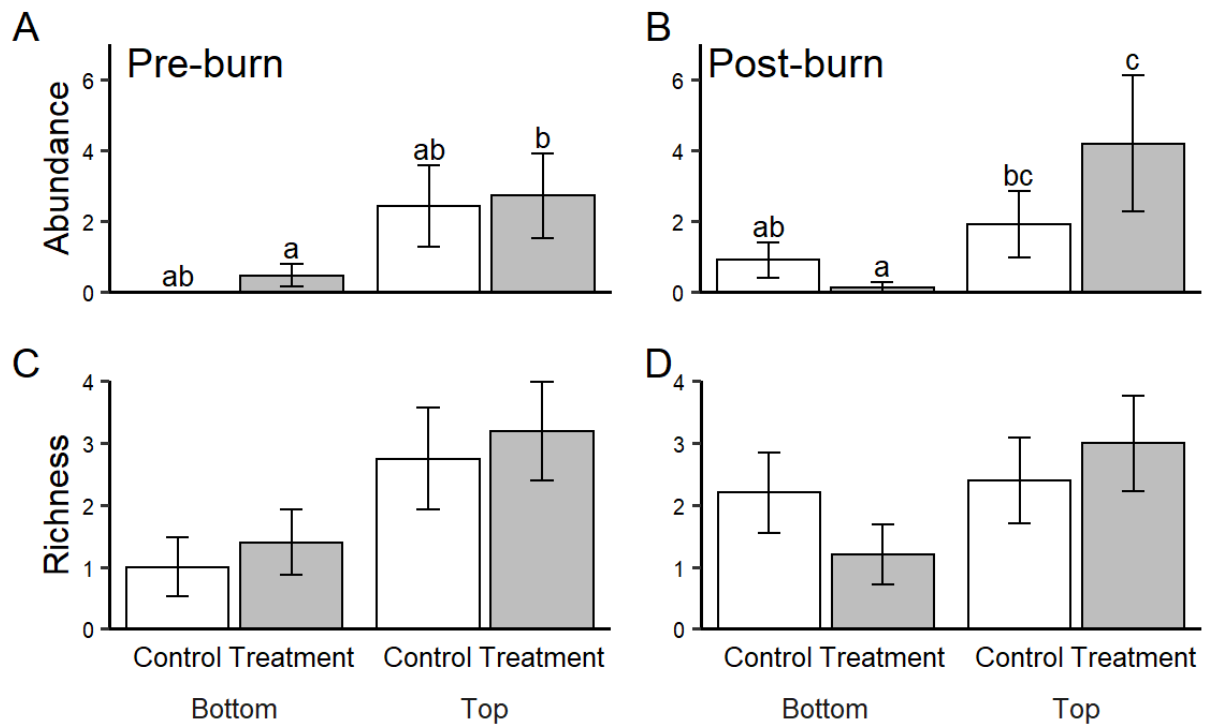 A
B
Pre-burn
Post-burn
Abundance
6
4
2
0
ab
a
ab
b
6
4
2
0
ab
a
bc
c
C
D
Richness
4
3
2
1
0
4
3
2
1
0
Control Treatment Control Treatment
Bottom Top
Control Treatment Control Treatment
Bottom Top